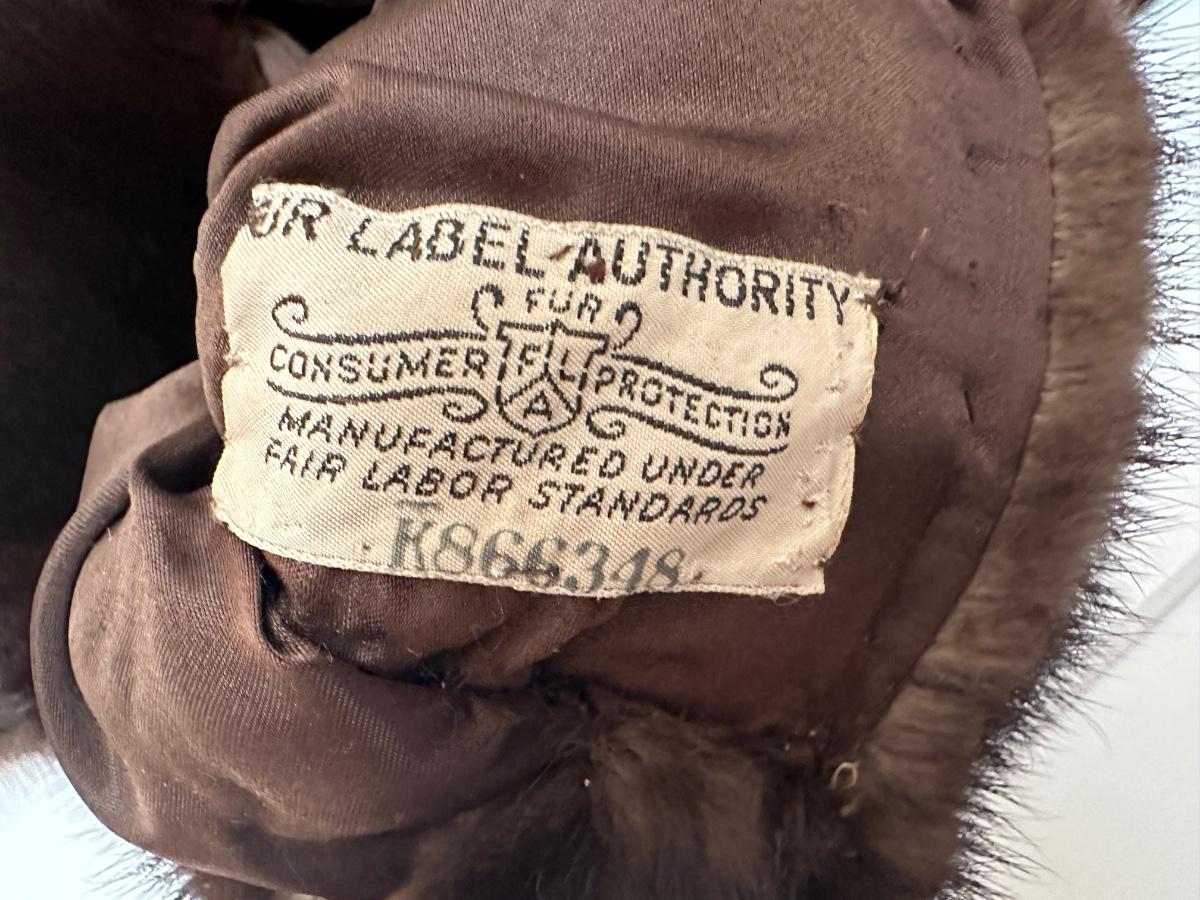 FUR LABEL AUTHORITY
FUR
CONSUMER FLA PROTECTION
MANUFACTURED UNDER
FAIR LABOR STANDARDS
K866348